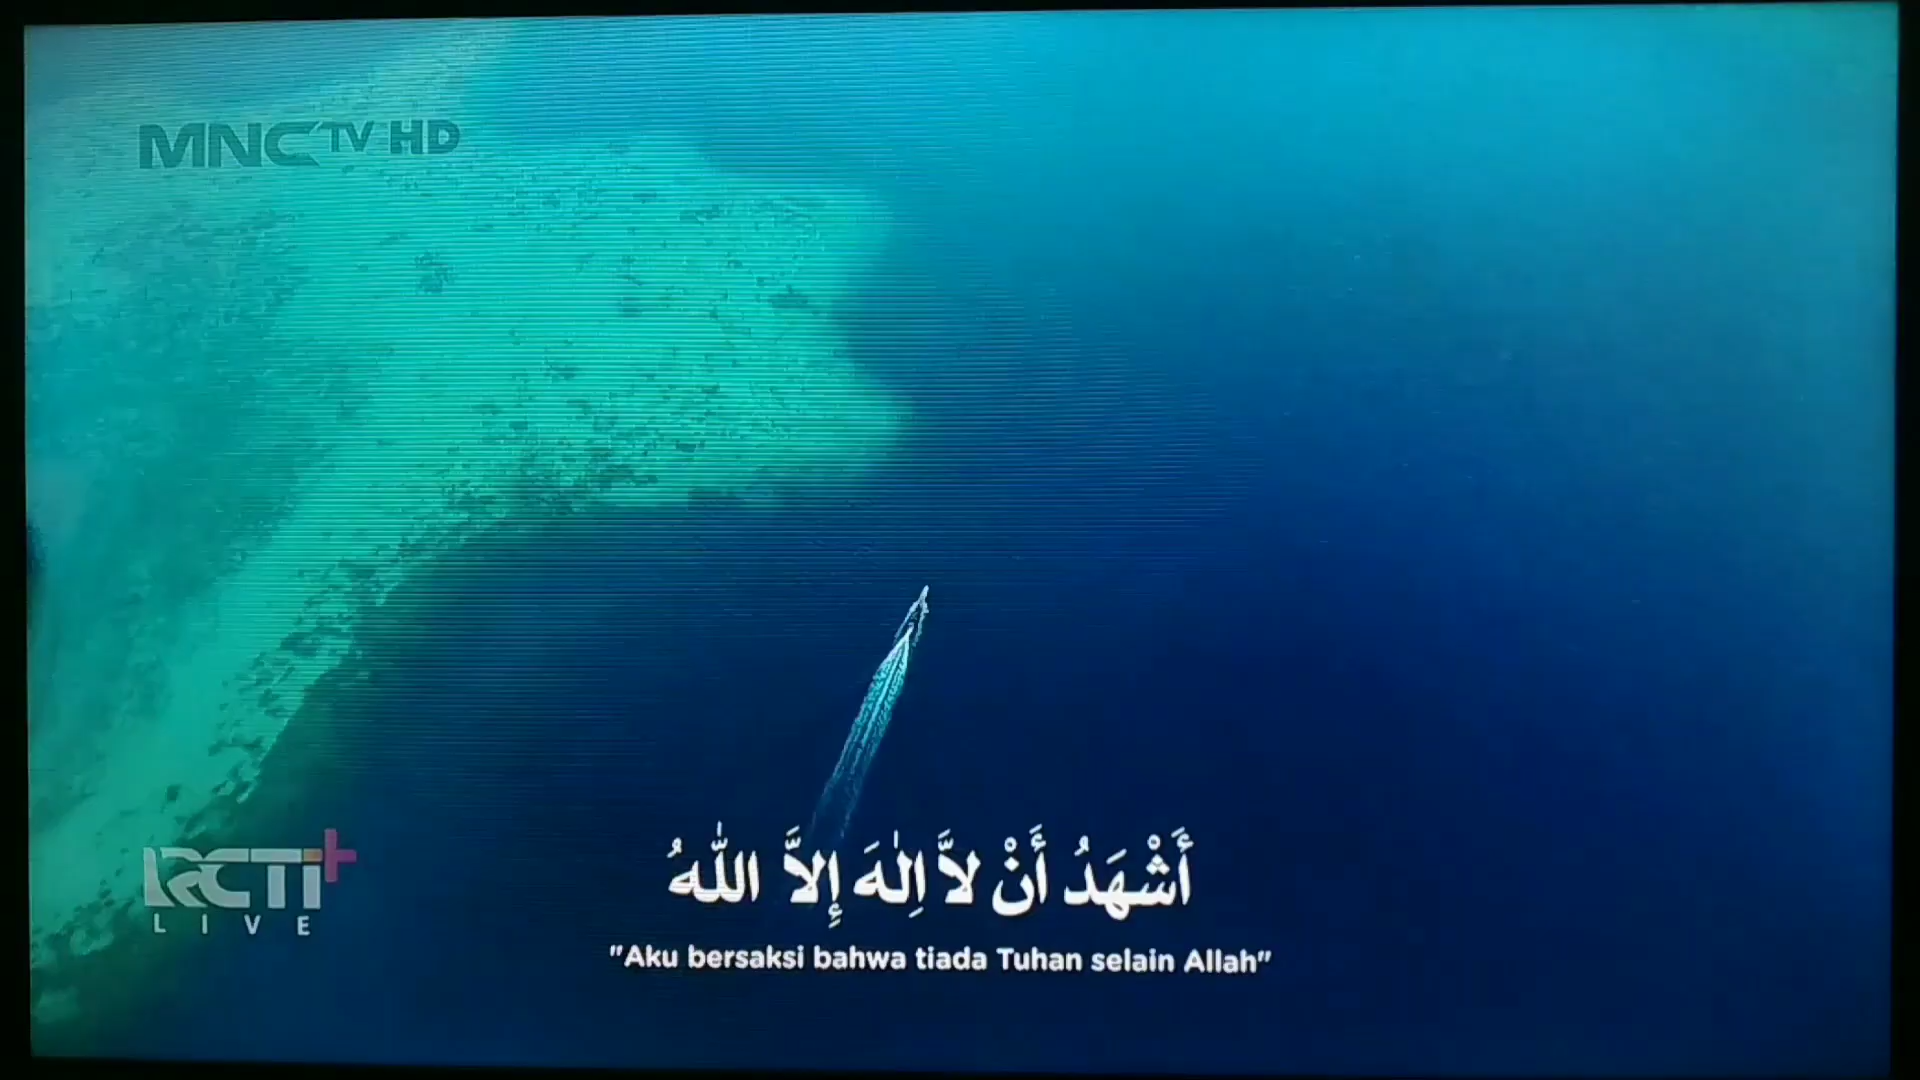 MNCTV HD
أَشْهَدُ أَنْ لاَّ اِلٰهَ إِلاَّ اللّٰهُ
"Aku bersaksi bahwa tiada Tuhan selain Allah"
RCTI+
LIVE